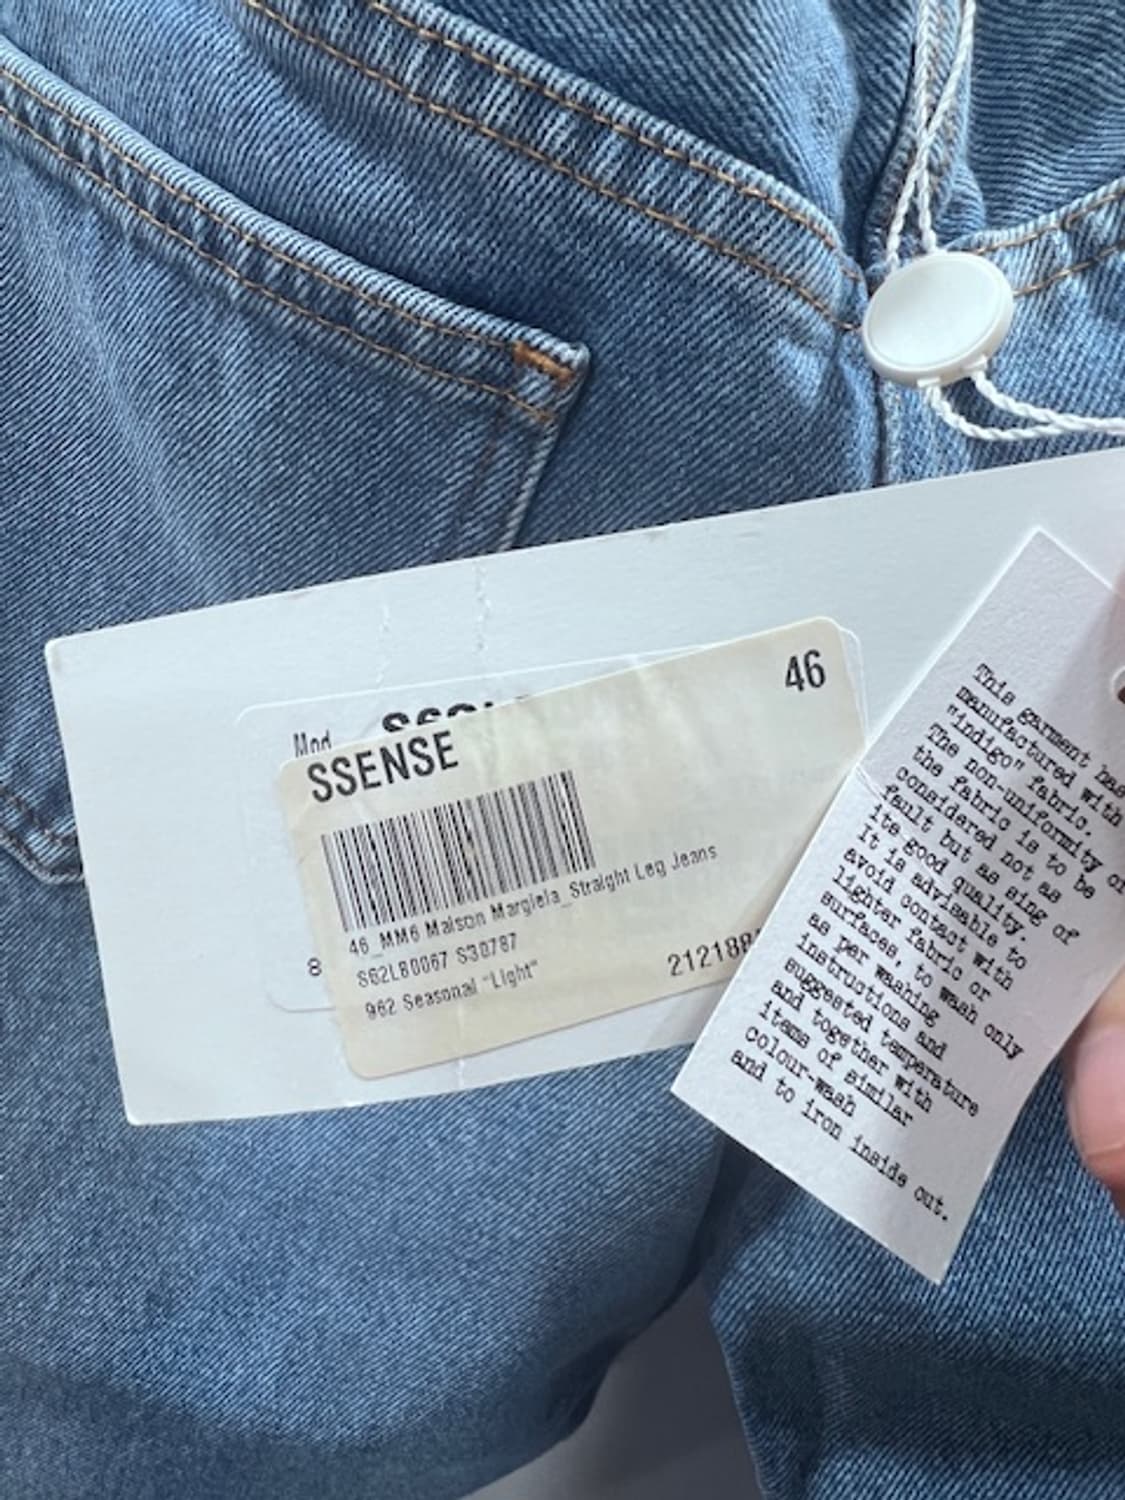 Mod
SSENSE
46
46_MM6 Maison Margiela_Straight Leg Jeans
S62LB0067 S30787
962 Seasonal "Light"
8
This garment has
manufactured with
"indigo" fabric.
The non-uniformity of
the fabric is to be
considered not as
fault but as sing of
its good quality.
It is advisable to
avoid contact with
lighter fabric or
surfaces, to wash only
as per washing
instructions and
suggested temperature
and together with
items of similar
colour-wash
and to iron inside out.